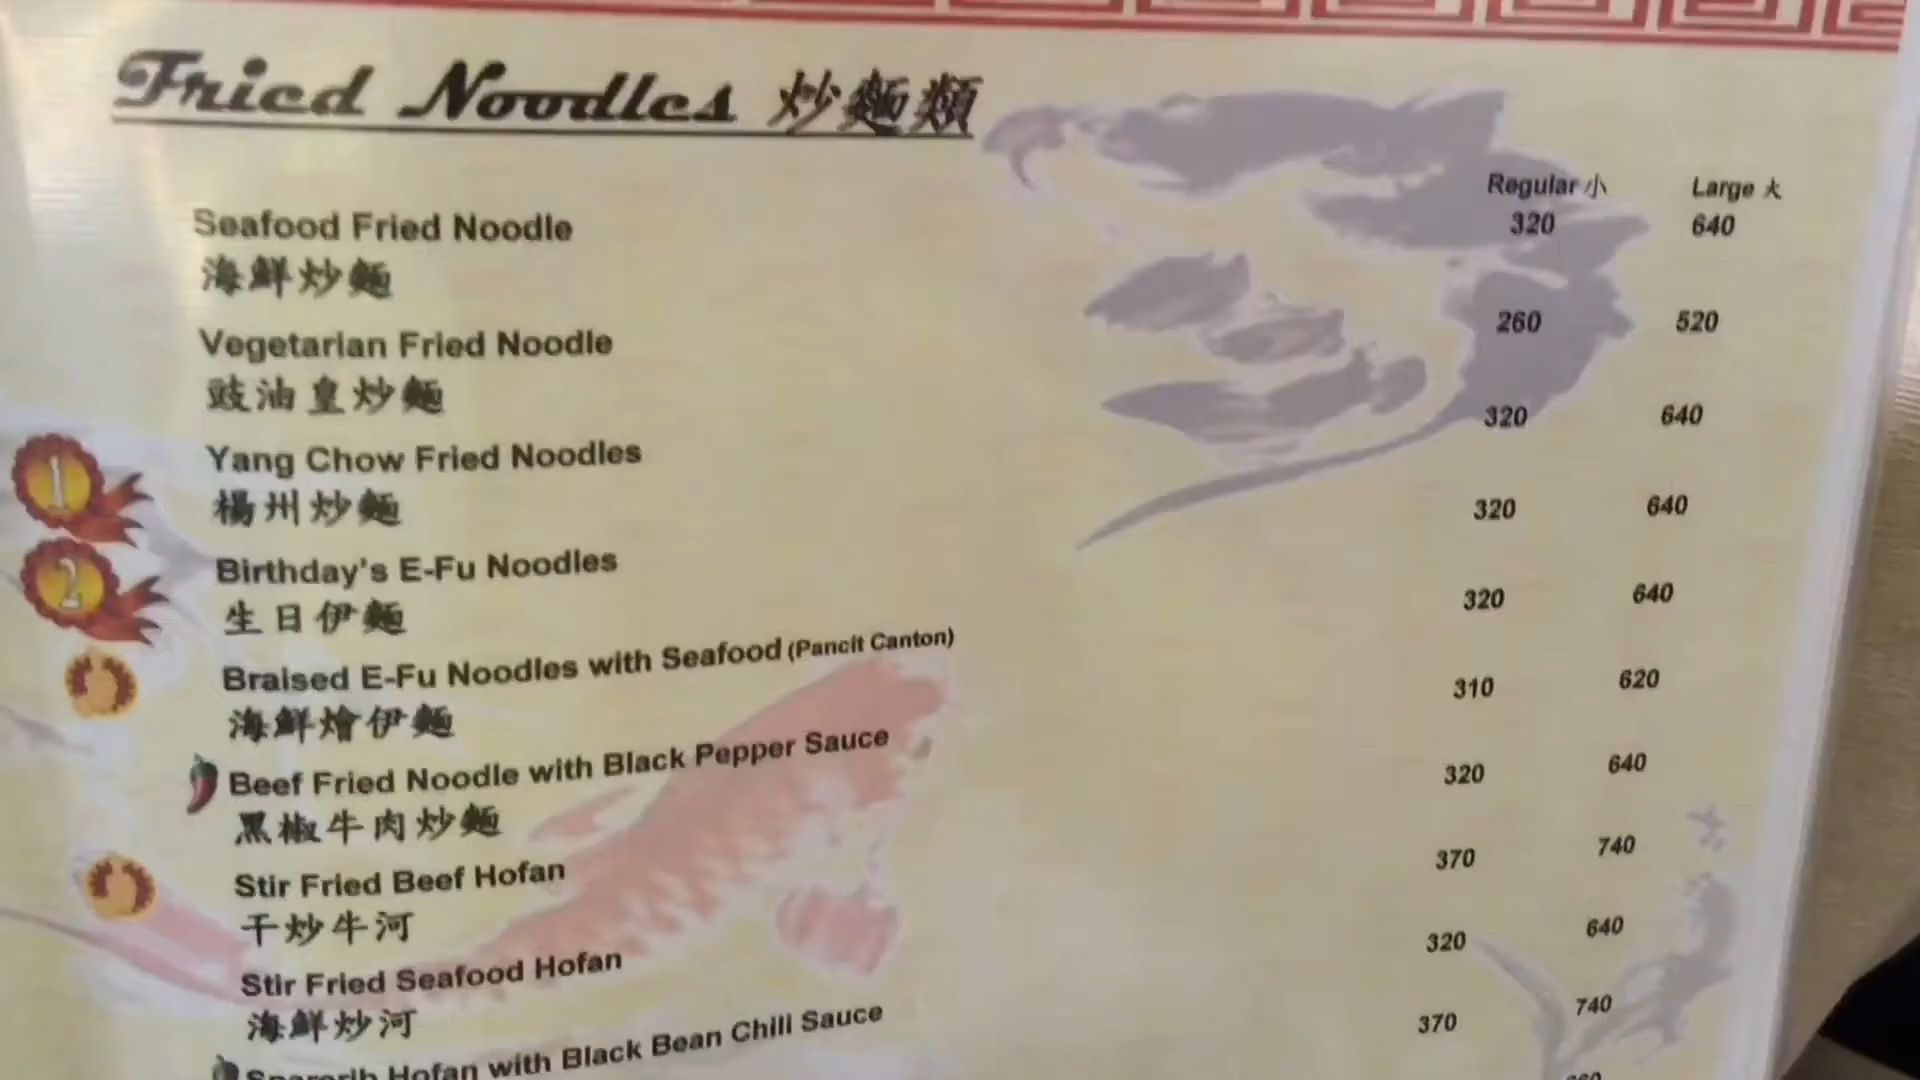 Fried Noodles 炒麵類
Regular 小 Large 大
Seafood Fried Noodle 320 640
海鮮炒麵
Vegetarian Fried Noodle 260 520
豉油皇炒麵
Yang Chow Fried Noodles 320 640
楊州炒麵
1
Birthday's E-Fu Noodles 320 640
生日伊麵
2
Braised E-Fu Noodles with Seafood (Pancit Canton) 320 640
海鮮燴伊麵
Beef Fried Noodle with Black Pepper Sauce 310 620
黑椒牛肉炒麵
Stir Fried Beef Hofan 320 640
干炒牛河
Stir Fried Seafood Hofan 370 740
海鮮炒河
Sparerib Hofan with Black Bean Chili Sauce 320 640
370 740